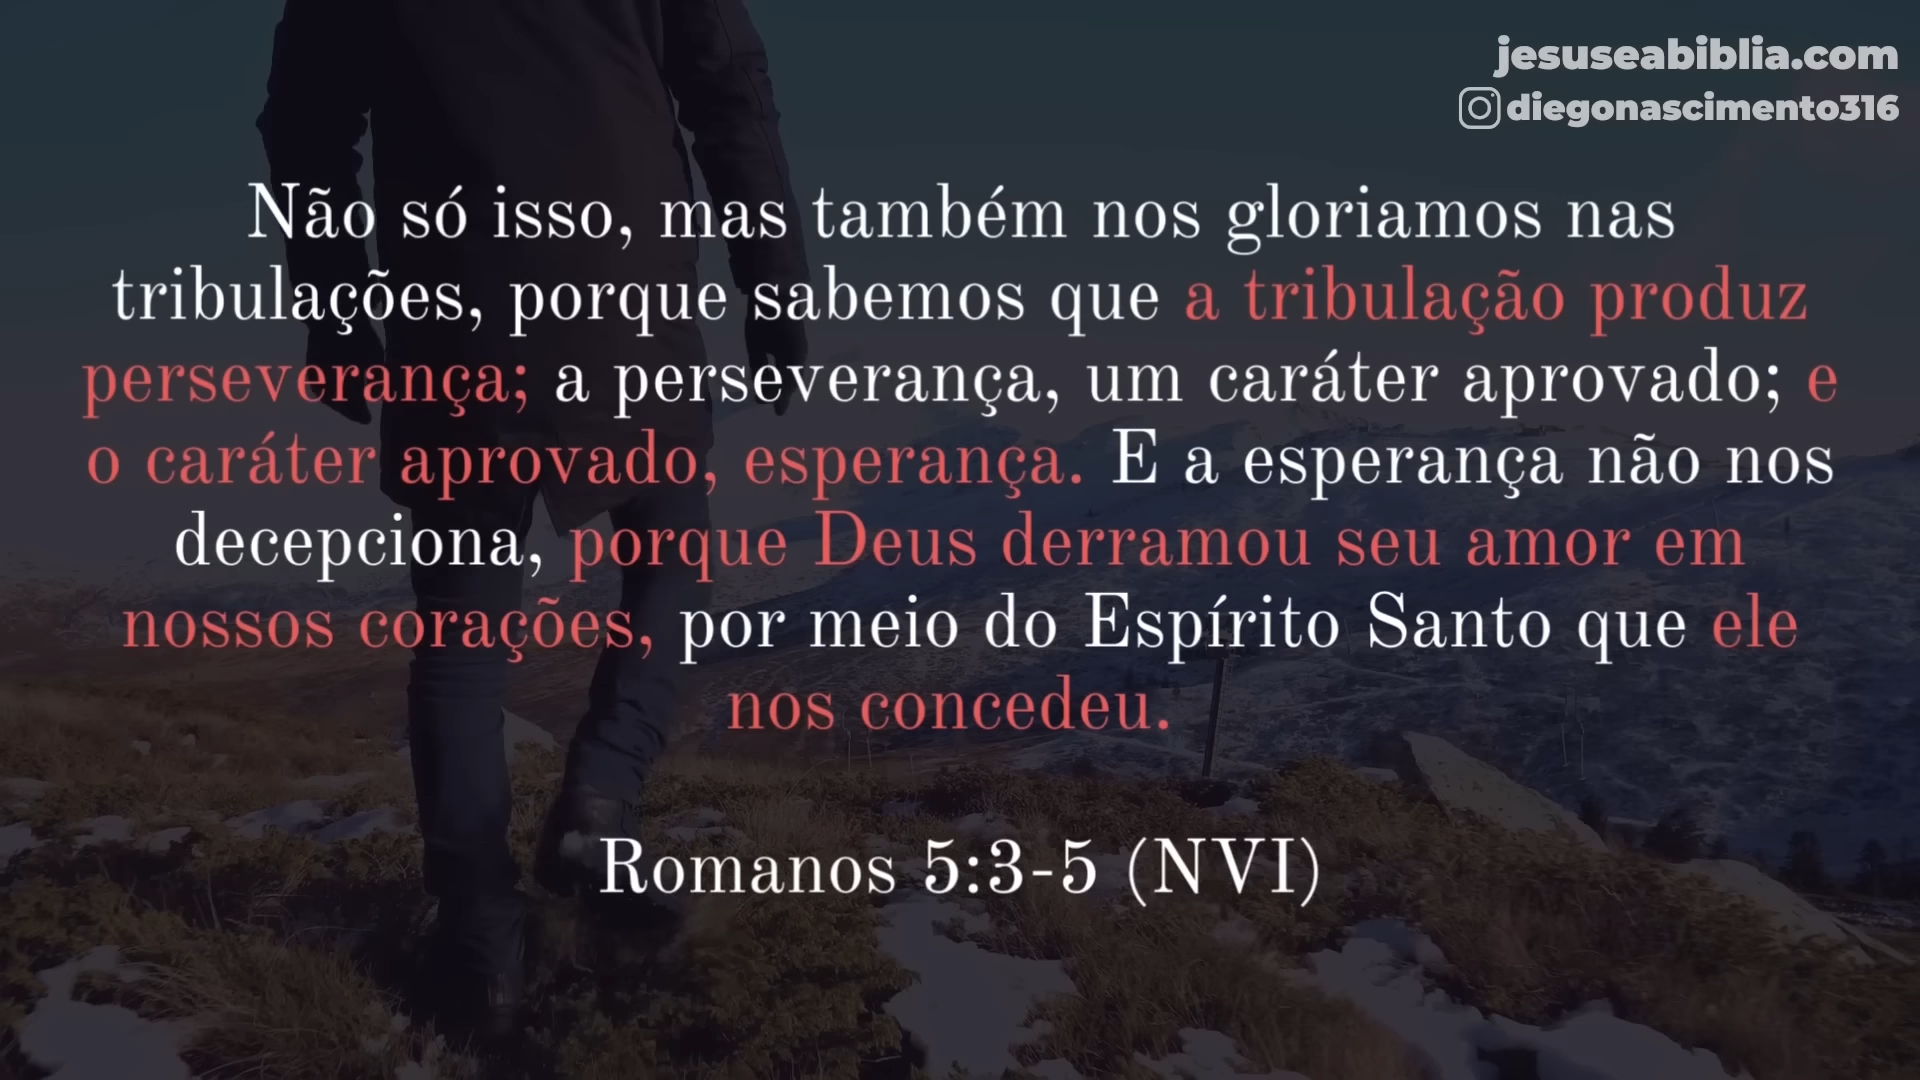 jesuseabiblia.com
diegonascimento316
Não só isso, mas também nos gloriamos nas
tribulações, porque sabemos que a tribulação produz
perseverança; a perseverança, um caráter aprovado; e
o caráter aprovado, esperança. E a esperança não nos
decepciona, porque Deus derramou seu amor em
nossos corações, por meio do Espírito Santo que ele
nos concedeu.
Romanos 5:3-5 (NVI)